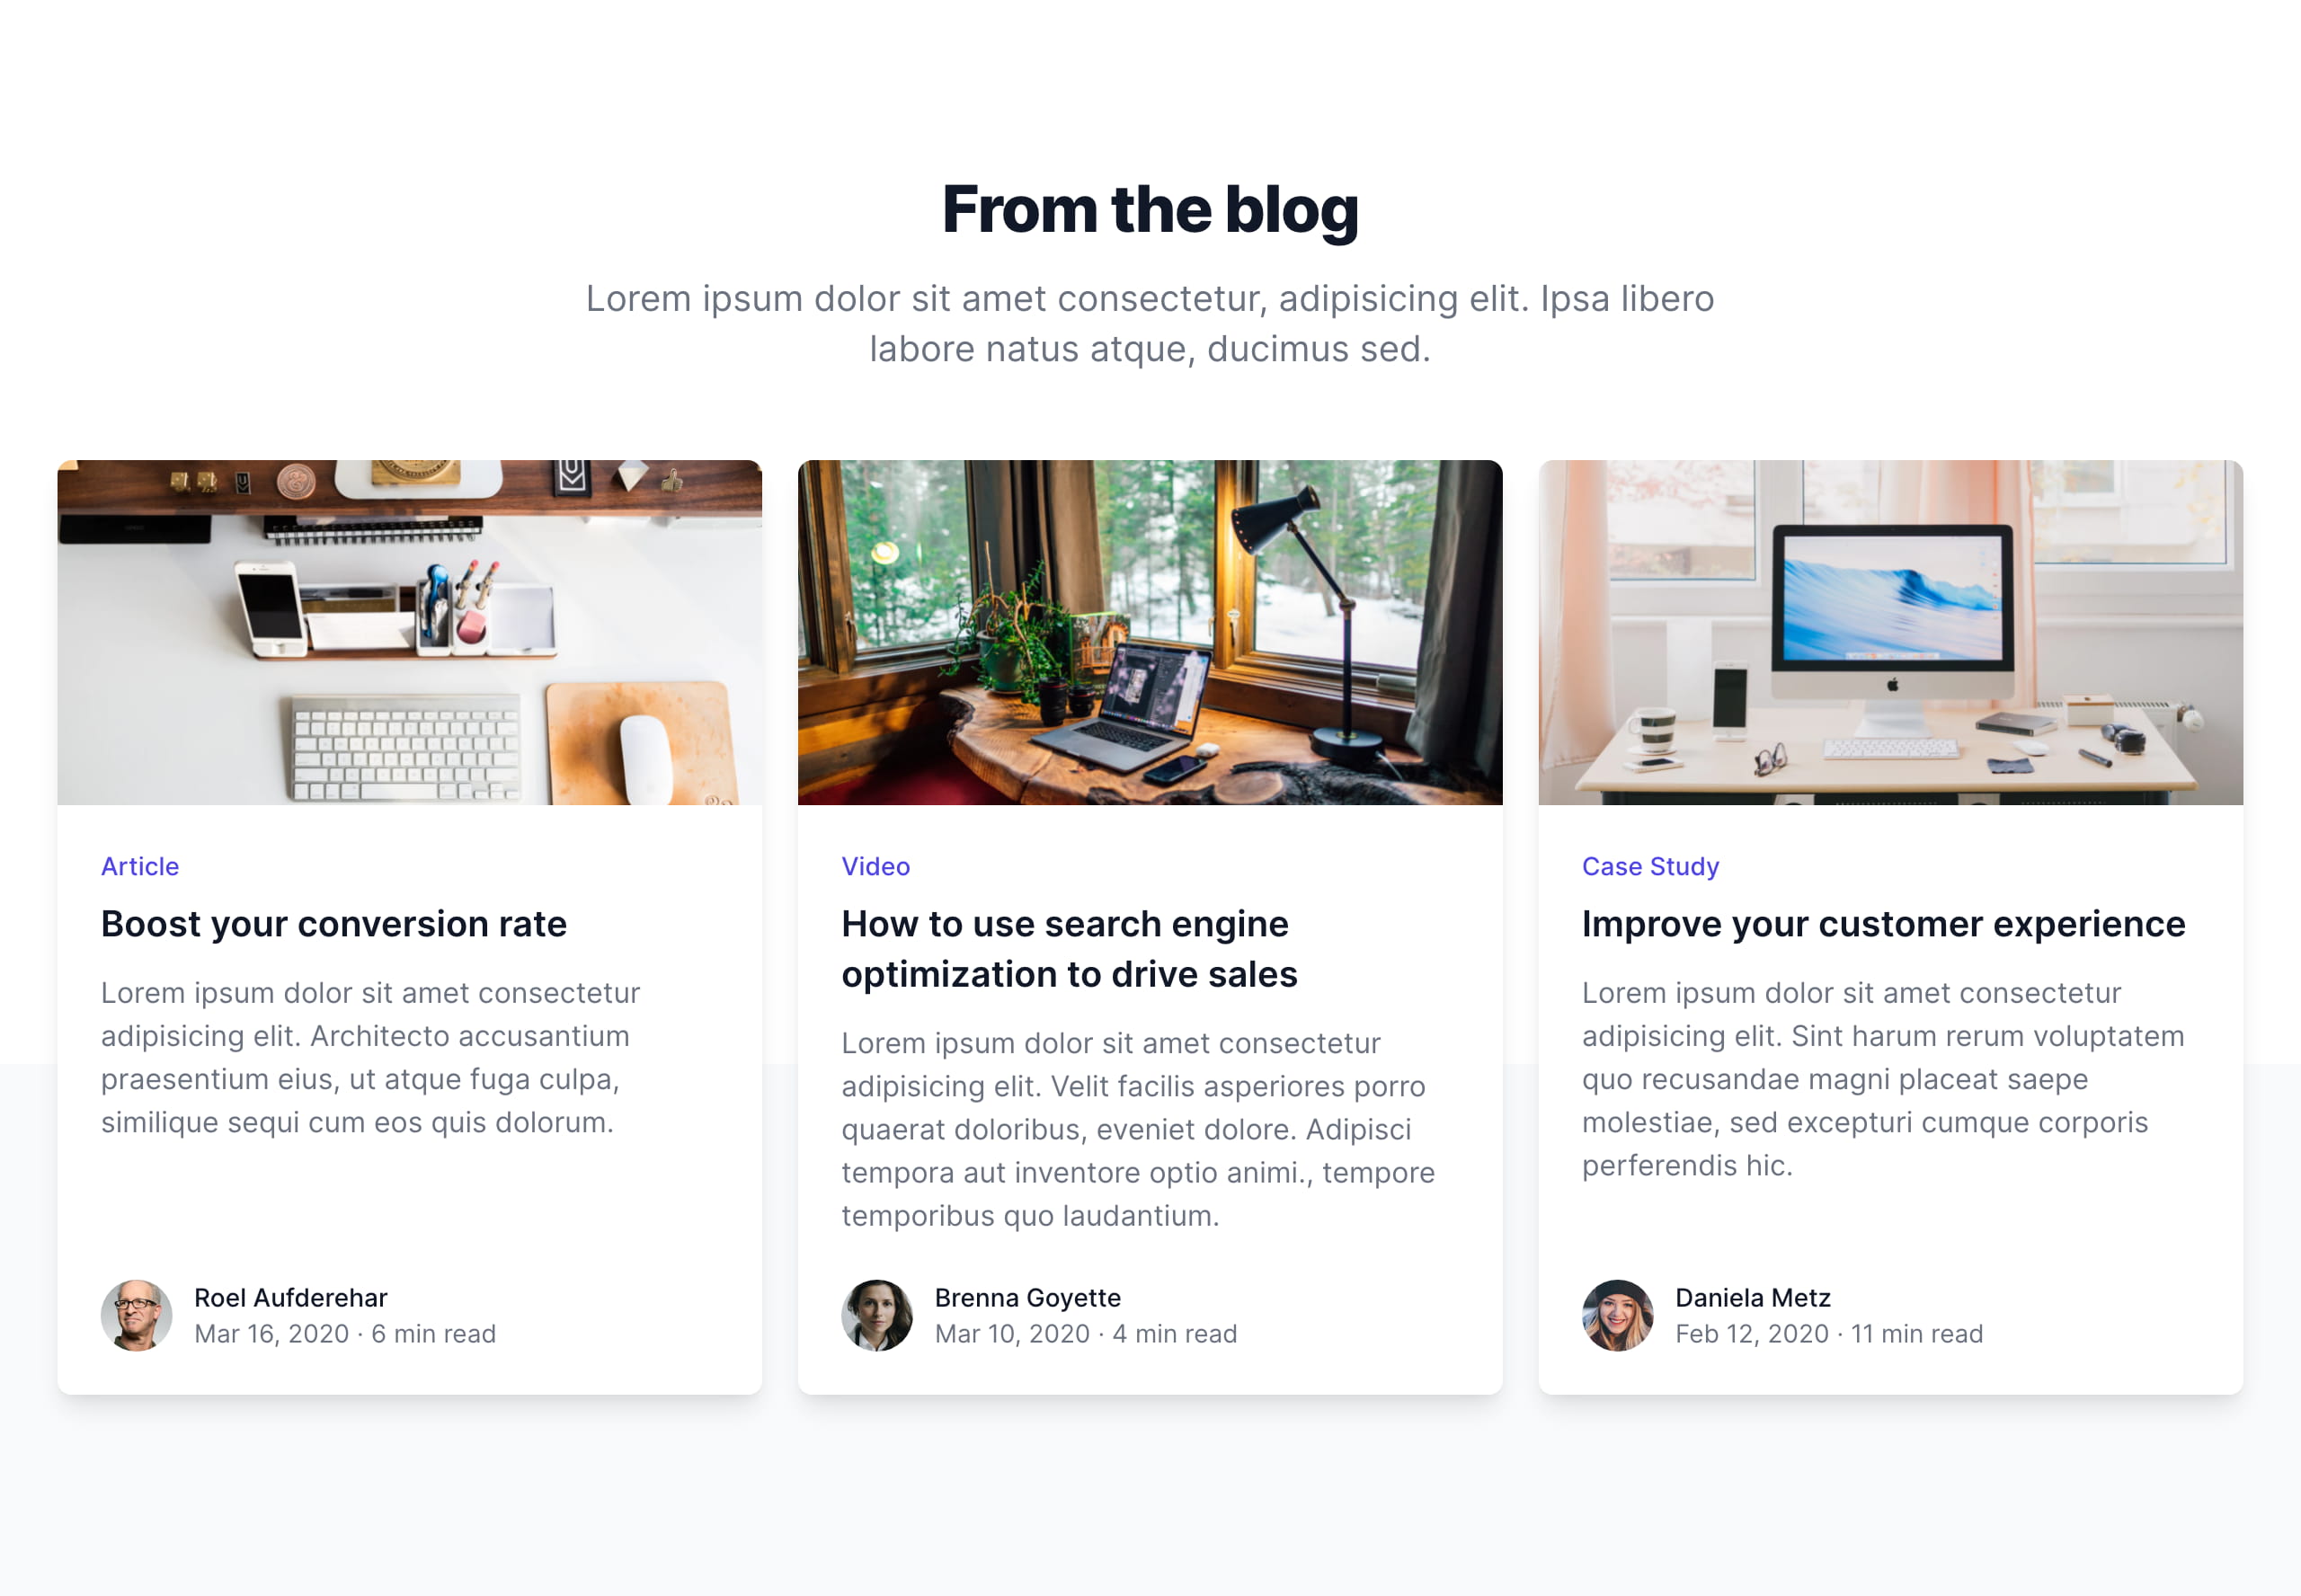 From the blog
Lorem ipsum dolor sit amet consectetur, adipisicing elit. Ipsa libero
labore natus atque, ducimus sed.
Article
Boost your conversion rate
Lorem ipsum dolor sit amet consectetur
adipisicing elit. Architecto accusantium
praesentium eius, ut atque fuga culpa,
similique sequi cum eos quis dolorum.
Roel Aufderehar
Mar 16, 2020 · 6 min read
Video
How to use search engine
optimization to drive sales
Lorem ipsum dolor sit amet consectetur
adipisicing elit. Velit facilis asperiores porro
quaerat doloribus, eveniet dolore. Adipisci
tempora aut inventore optio animi., tempore
temporibus quo laudantium.
Brenna Goyette
Mar 10, 2020 · 4 min read
Case Study
Improve your customer experience
Lorem ipsum dolor sit amet consectetur
adipisicing elit. Sint harum rerum voluptatem
quo recusandae magni placeat saepe
molestiae, sed excepturi cumque corporis
perferendis hic.
Daniela Metz
Feb 12, 2020 · 11 min read